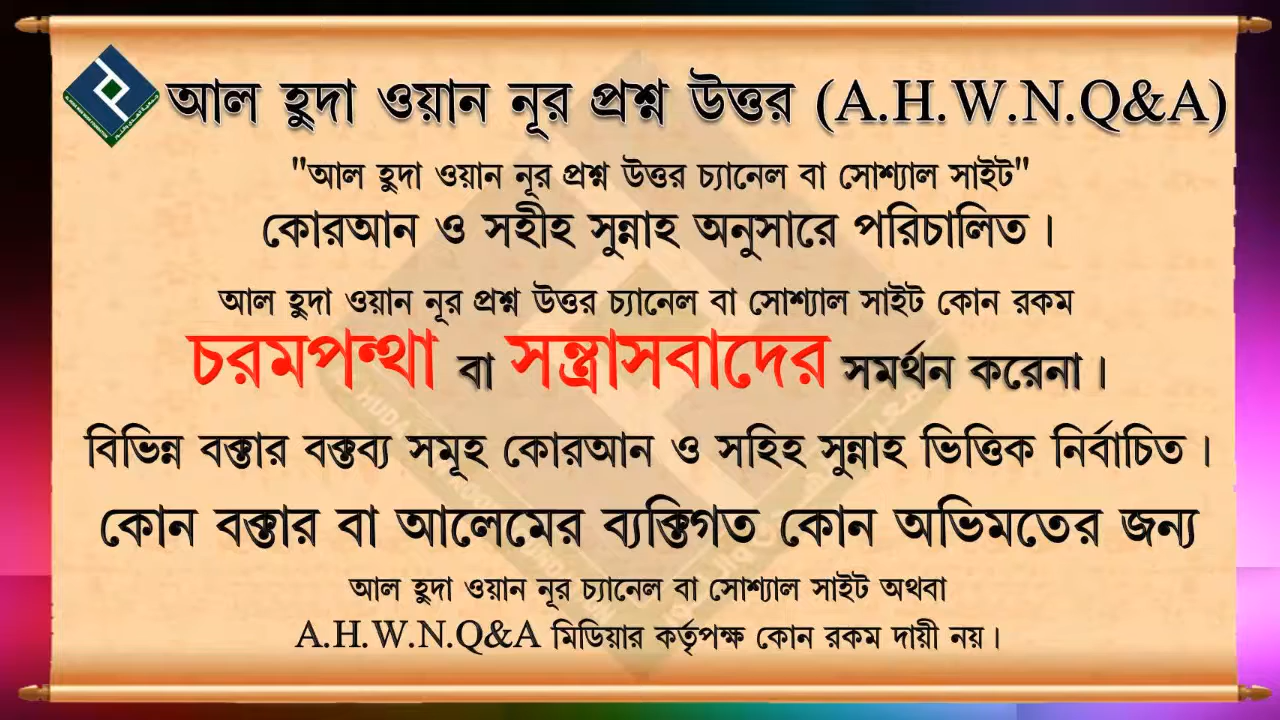 আল হুদা ওয়ান নূর প্রশ্ন উত্তর (A.H.W.N.Q&A)
"আল হুদা ওয়ান নূর প্রশ্ন উত্তর চ্যানেল বা সোশ্যাল সাইট"
কোরআন ও সহীহ সুন্নাহ অনুসারে পরিচালিত।
আল হুদা ওয়ান নূর প্রশ্ন উত্তর চ্যানেল বা সোশ্যাল সাইট কোন রকম
চরমপন্থা বা সন্ত্রাসবাদের সমর্থন করেনা।
বিভিন্ন বক্তার বক্তব্য সমূহ কোরআন ও সহিহ সুন্নাহ ভিত্তিক নির্বাচিত।
কোন বক্তার বা আলেমের ব্যক্তিগত কোন অভিমতের জন্য
আল হুদা ওয়ান নূর চ্যানেল বা সোশ্যাল সাইট অথবা
A.H.W.N.Q&A মিডিয়ার কর্তৃপক্ষ কোন রকম দায়ী নয়।